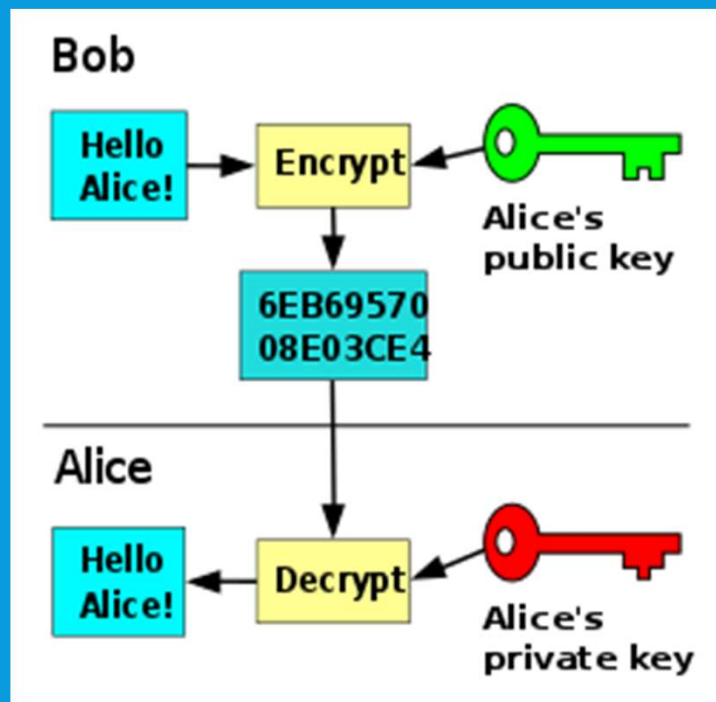 Bob
Hello
Alice!
Encrypt
Alice's
public key
6EB69570
08E03CE4
Alice
Hello
Alice!
Decrypt
Alice's
private key